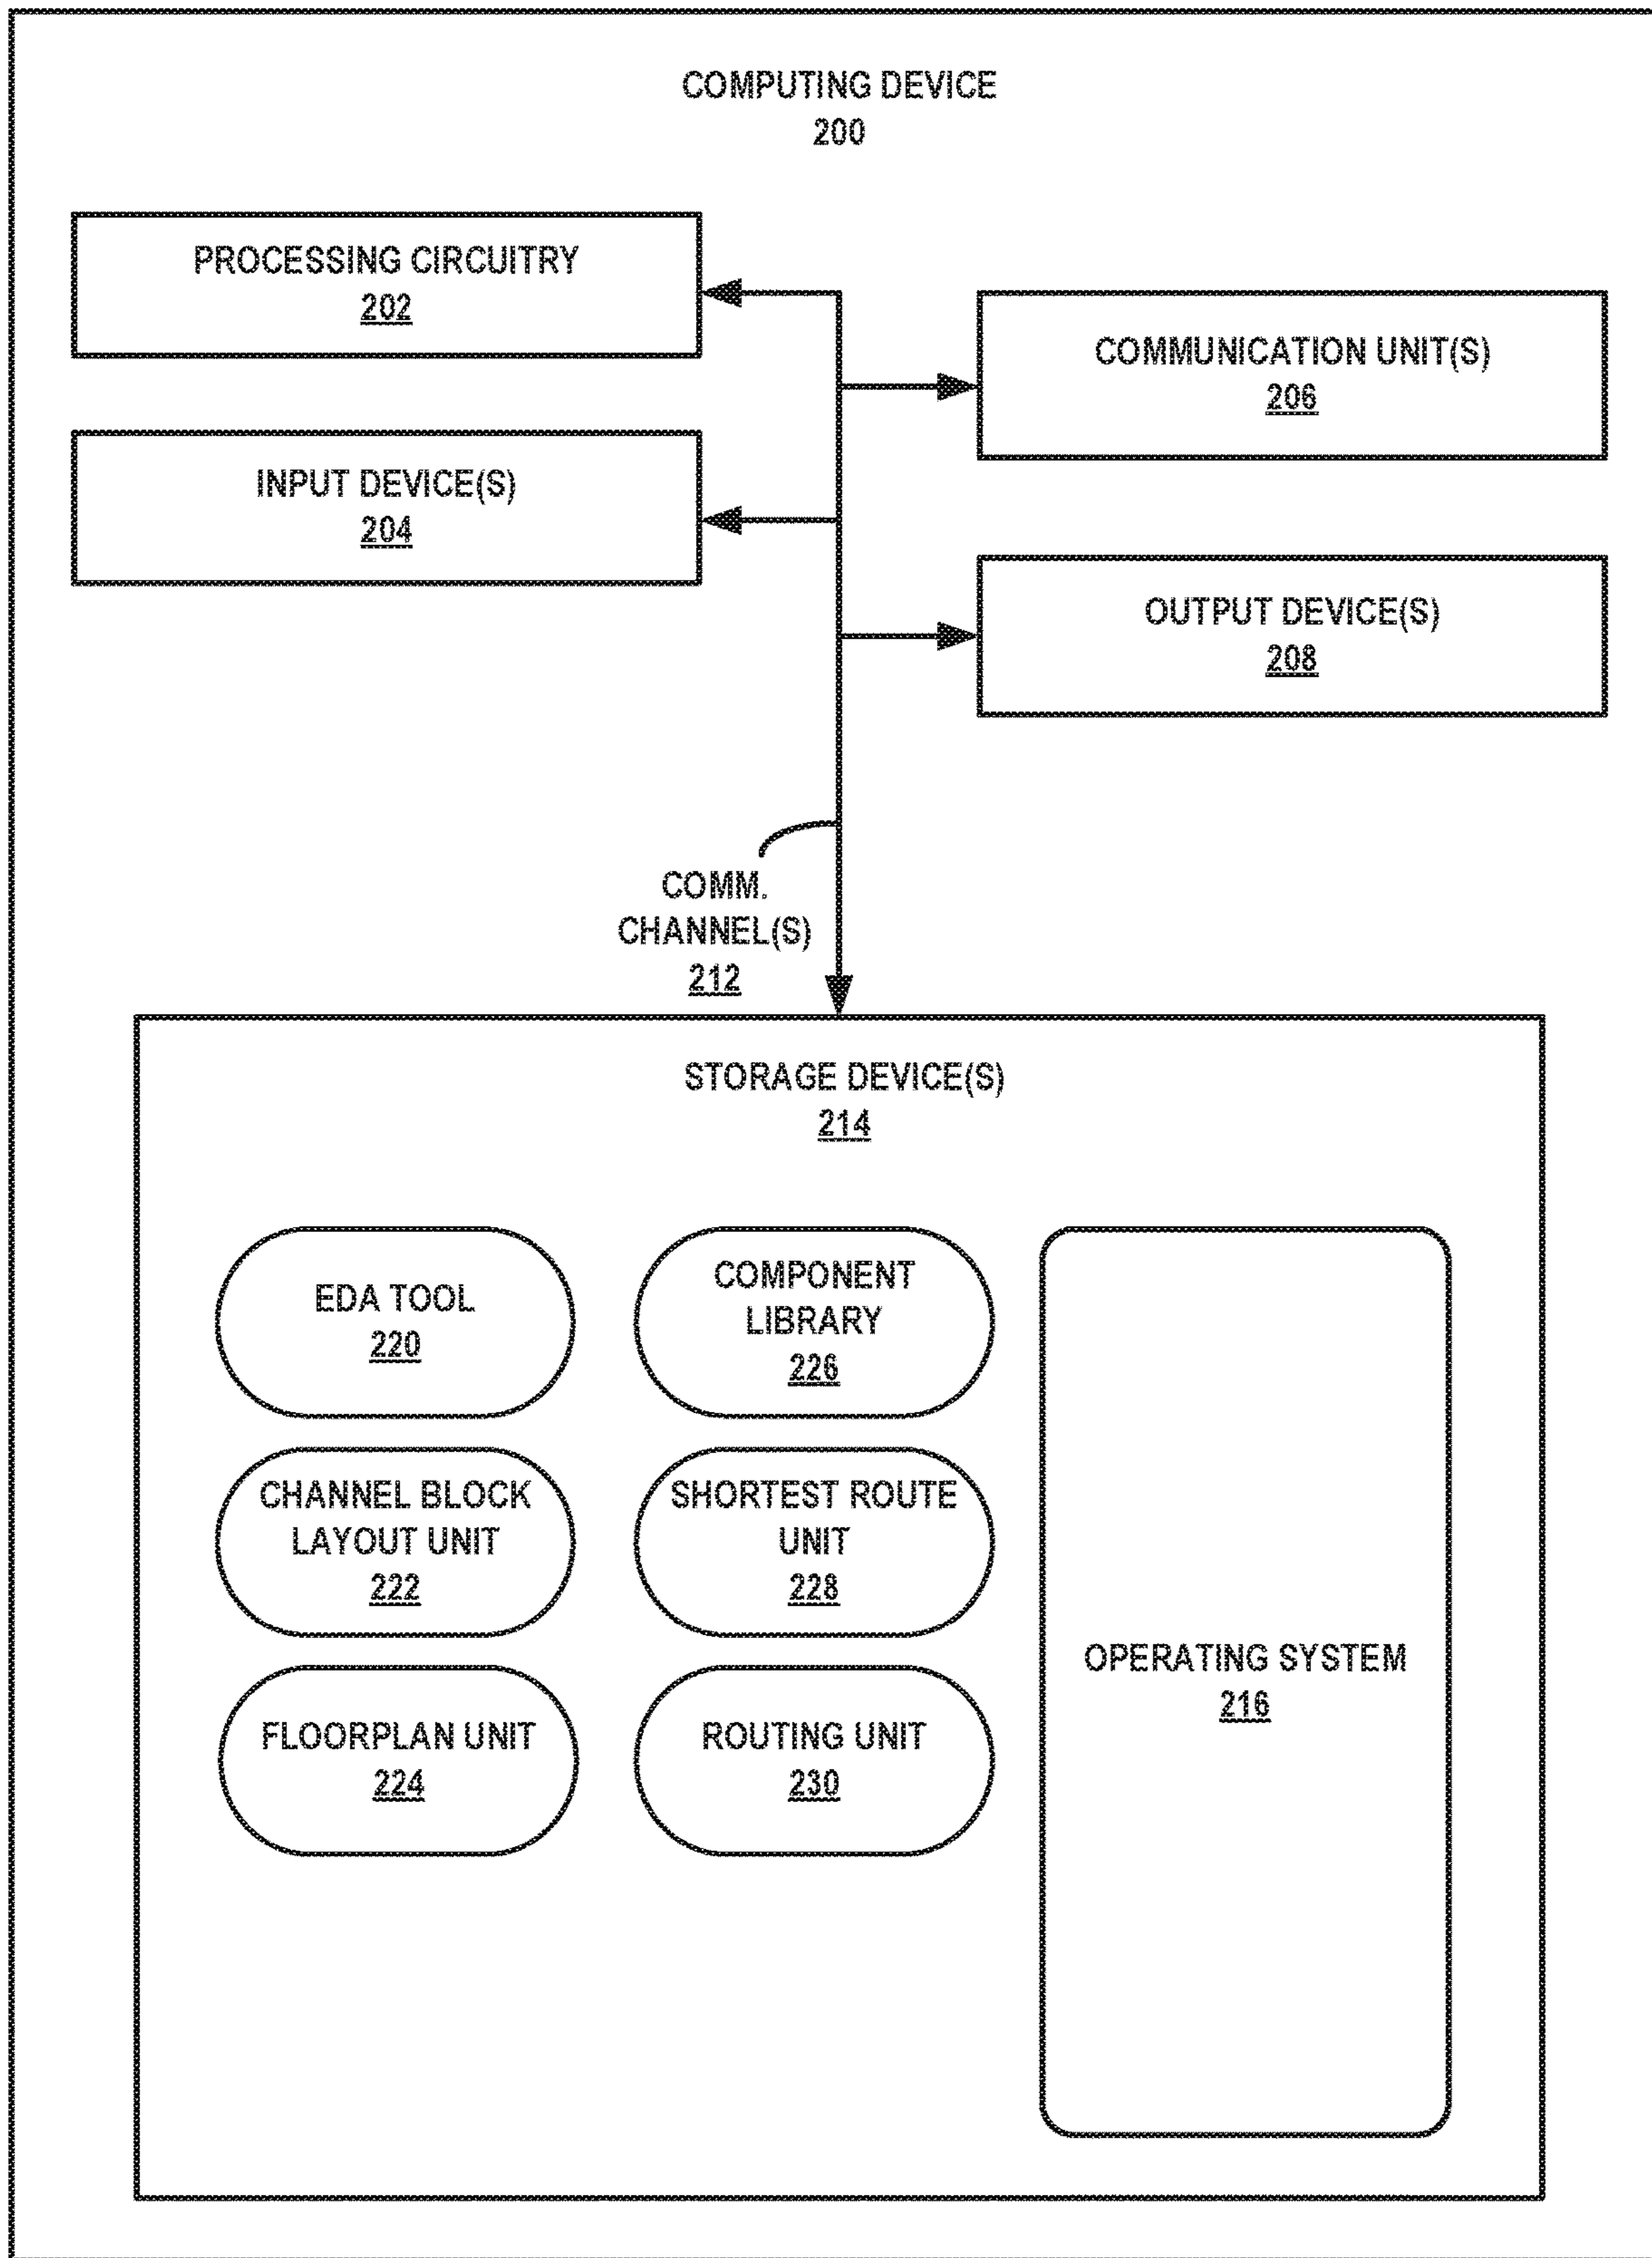 COMPUTING DEVICE
200
PROCESSING CIRCUITRY
202
COMMUNICATION UNIT(S)
206
INPUT DEVICE(S)
204
OUTPUT DEVICE(S)
208
COMM.
CHANNEL(S)
212
STORAGE DEVICE(S)
214
EDA TOOL
220
COMPONENT
LIBRARY
226
CHANNEL BLOCK
LAYOUT UNIT
222
SHORTEST ROUTE
UNIT
228
FLOORPLAN UNIT
224
ROUTING UNIT
230
OPERATING SYSTEM
216